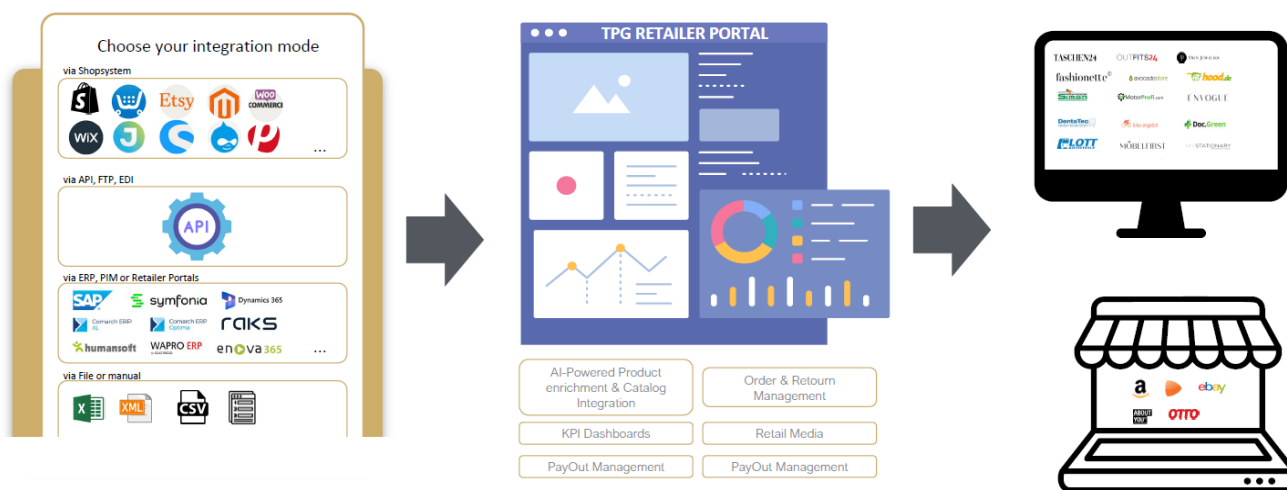 Choose your integration mode
via Shopsystem
Etsy
WOO
COMMERCE
WiX
...
via API, FTP, EDI
API
via ERP, PIM or Retailer Portals
SAP
symfonia
Dynamics 365
Comarch ERP
XL
Comarch ERP
Optima
raks
humansoft
WAPRO ERP
enova365
...
via File or manual
X
XML
CSV
TPG RETAILER PORTAL
AI-Powered Product
enrichment & Catalog
Integration
Order & Retourn
Management
KPI Dashboards
Retail Media
PayOut Management
PayOut Management
TASCHEN24
OUTFITS24
fashionette
avocadostore
hood.de
MotorProfi.com
ENVOGUE
DentaTec
Doc.Green
LOTT
MÖBELFIRST
STATIONARY
a
ebay
ABOUT
YOU
OTTO